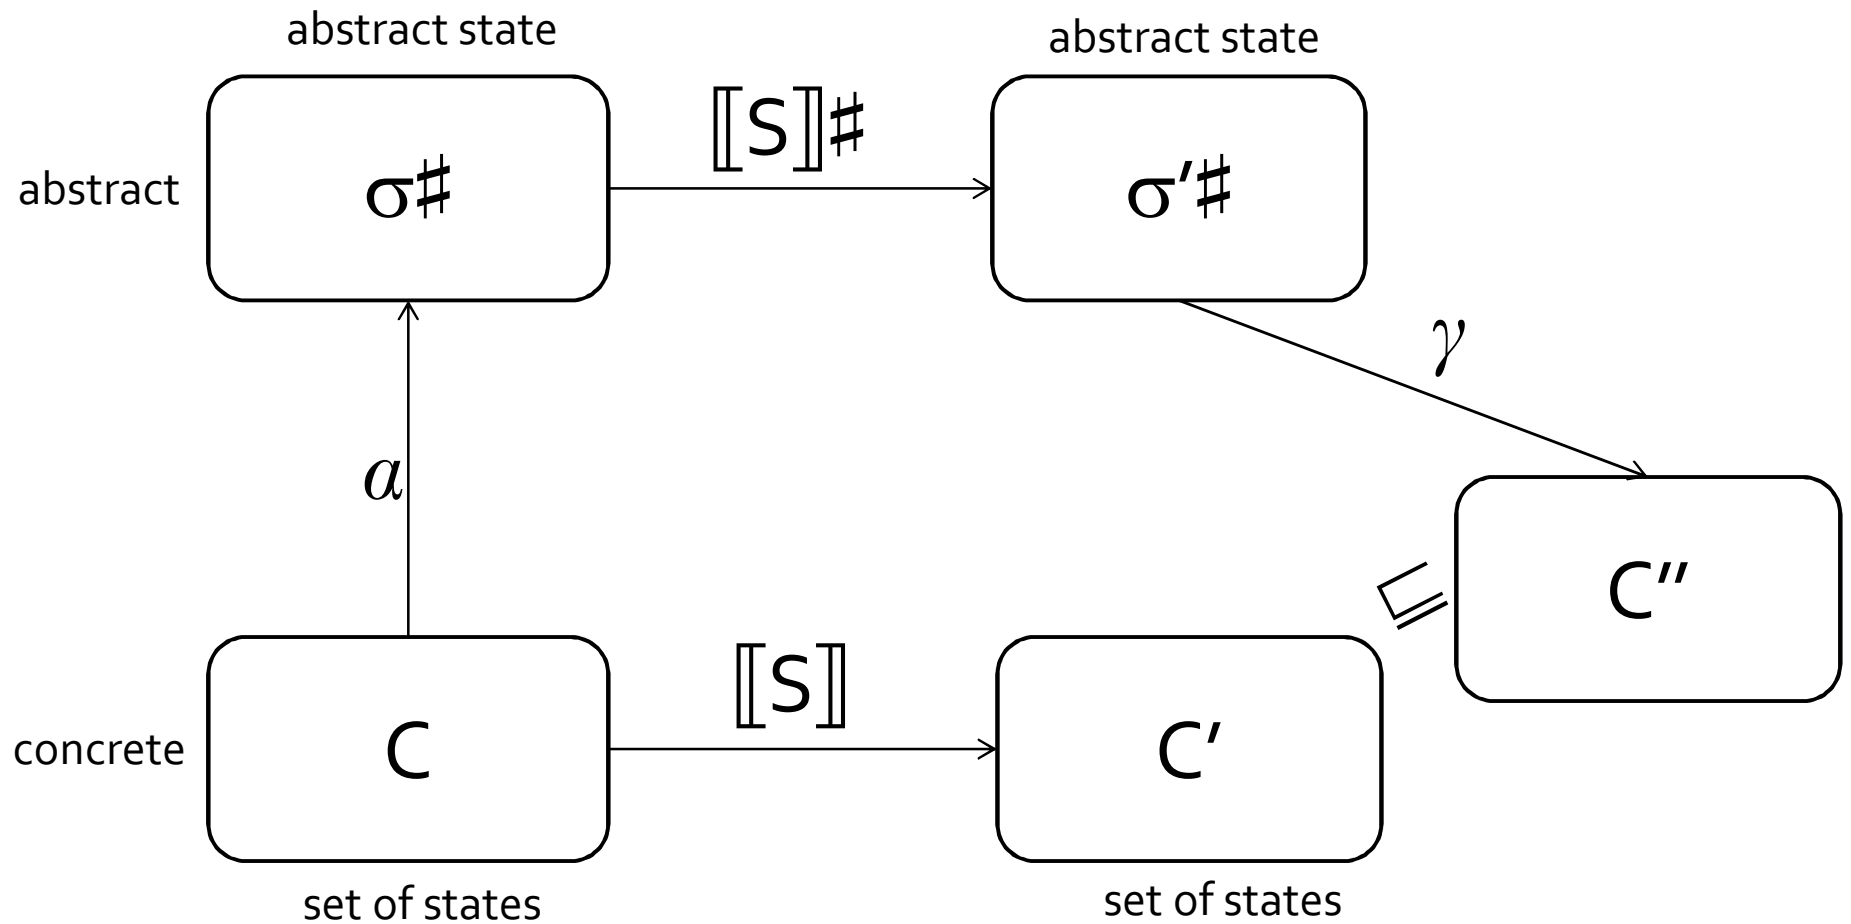 abstract state
abstract state
⟦S⟧♯
abstract
σ♯
σ′♯
γ
α
⊑
C″
⟦S⟧
concrete
C
C′
set of states
set of states